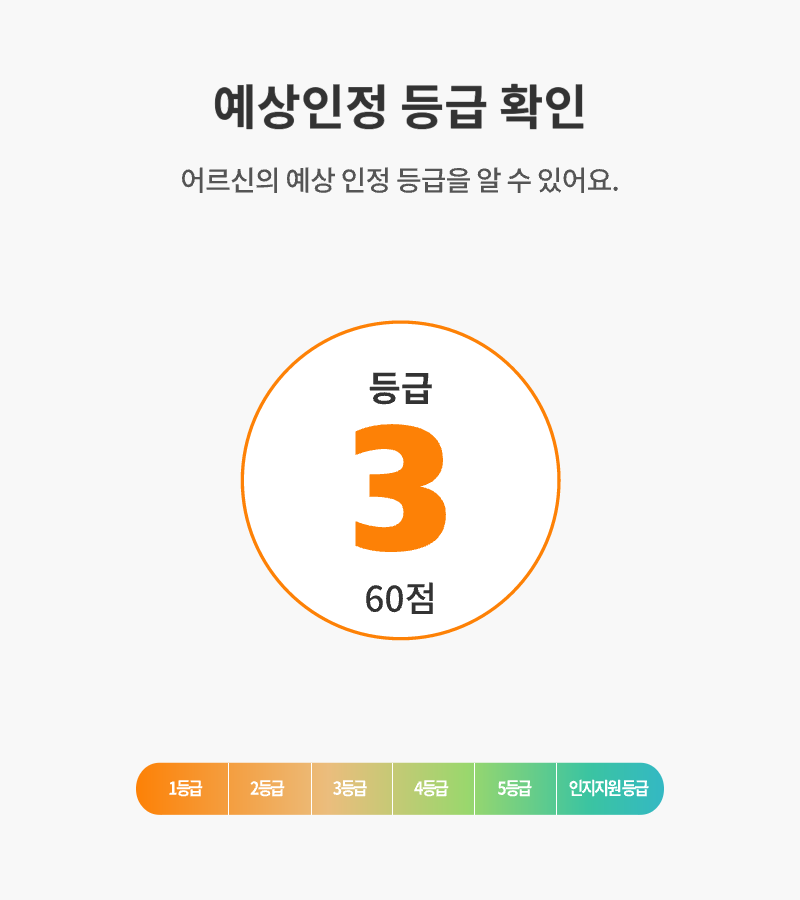 예상인정 등급 확인
어르신의 예상 인정 등급을 알 수 있어요.
등급
3
60점
1등급 2등급 3등급 4등급 5등급 인지지원등급